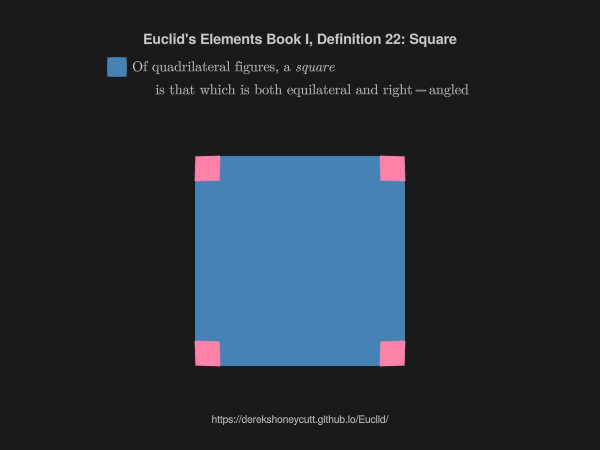 Euclid's Elements Book I, Definition 22: Square
Of quadrilateral figures, a square
is that which is both equilateral and right-angled
https://derekshoneycutt.github.io/Euclid/